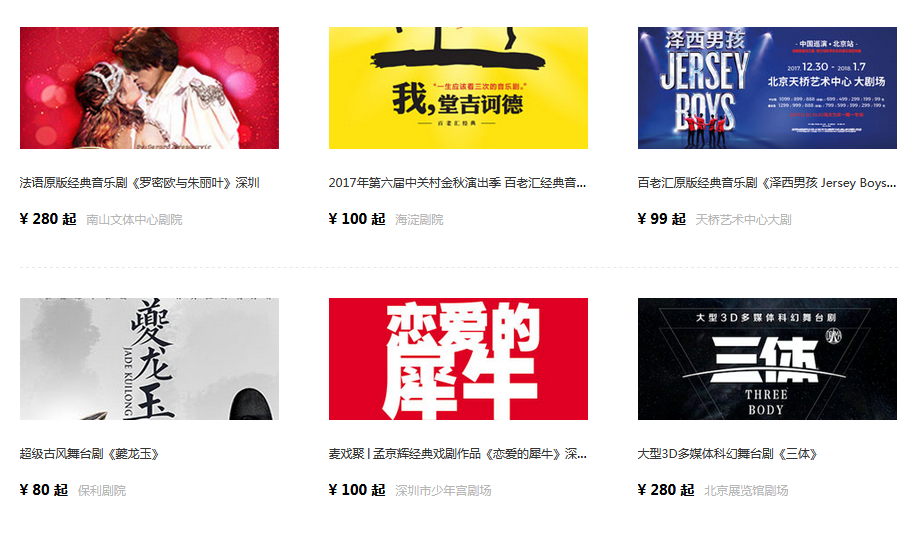 泽西男孩
JERSEY
BOYS
·中国巡演·北京站·
2017.12.30 - 2018.1.7
北京天桥艺术中心 大剧场
“一生应该看三次的音乐剧。”
我,堂吉诃德
百老汇经典
法语原版经典音乐剧《罗密欧与朱丽叶》深圳
2017年第六届中关村金秋演出季 百老汇经典音...
百老汇原版经典音乐剧《泽西男孩 Jersey Boys...
¥ 280 起 南山文体中心剧院
¥ 100 起 海淀剧院
¥ 99 起 天桥艺术中心大剧
夔龙玉
JADE KUILONG
恋爱的
犀牛
大型3D多媒体科幻舞台剧
三体
THREE
BODY
超级古风舞台剧《夔龙玉》
麦戏聚 | 孟京辉经典戏剧作品《恋爱的犀牛》深...
大型3D多媒体科幻舞台剧《三体》
¥ 80 起 保利剧院
¥ 100 起 深圳市少年宫剧场
¥ 280 起 北京展览馆剧场